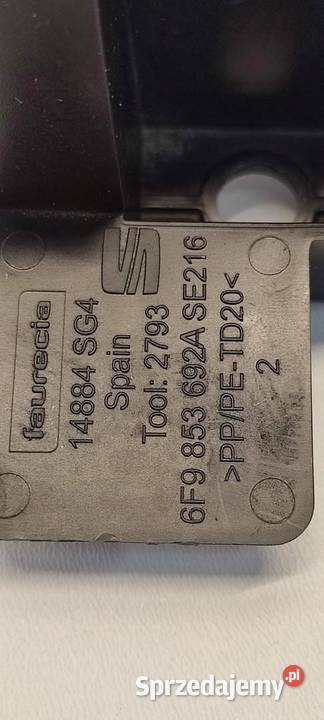 faurecia
14884 SG4
Spain
Tool: 2793
6F9 853 692A SE216
>PP/PE-TD20<
2
Sprzedajemy.pl